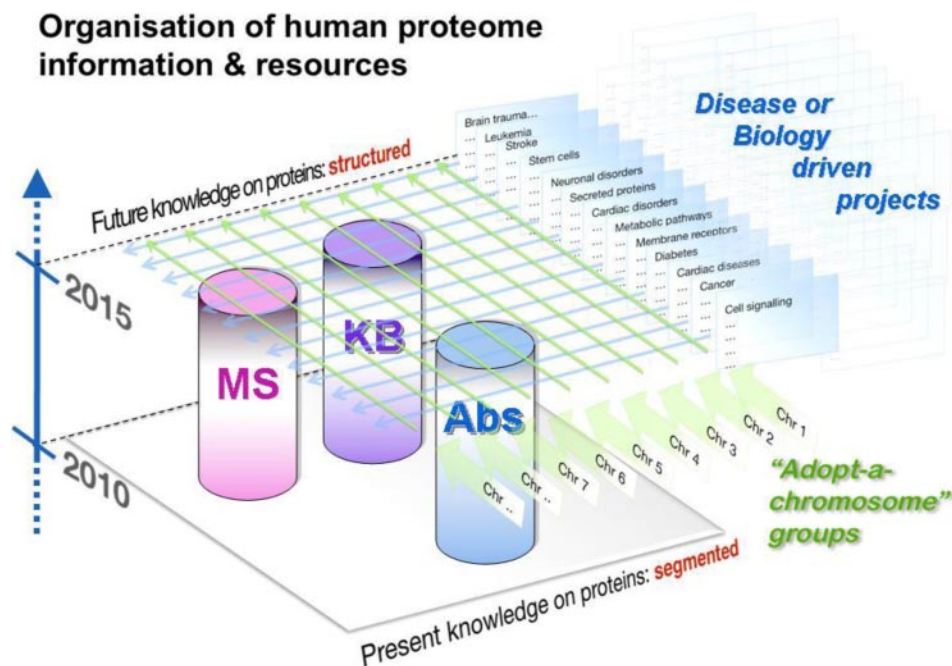 Organisation of human proteome
information & resources
Disease or
Biology
driven
projects
Brain trauma...
...
Leukemia
...
Stroke
...
Stem cells
...
Neuronal disorders
...
Secreted proteins
...
Cardiac disorders
...
Metabolic pathways
...
Membrane receptors
...
Diabetes
...
Cardiac diseases
...
Cancer
...
Cell signalling
...
...
...
...
Future knowledge on proteins: structured
2015
2010
MS
KB
Abs
Chr 1
Chr 2
Chr 3
Chr 4
Chr 5
Chr 6
Chr 7
Chr ..
Chr ..
“Adopt-a-
chromosome”
groups
Present knowledge on proteins: segmented